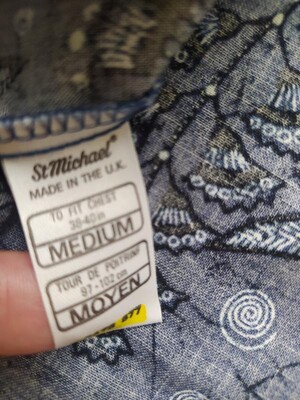 St Michael®
MADE IN THE U.K.
TO FIT CHEST
38-40 in
MEDIUM
TOUR DE POITRINE
97-102 cm
MOYEN